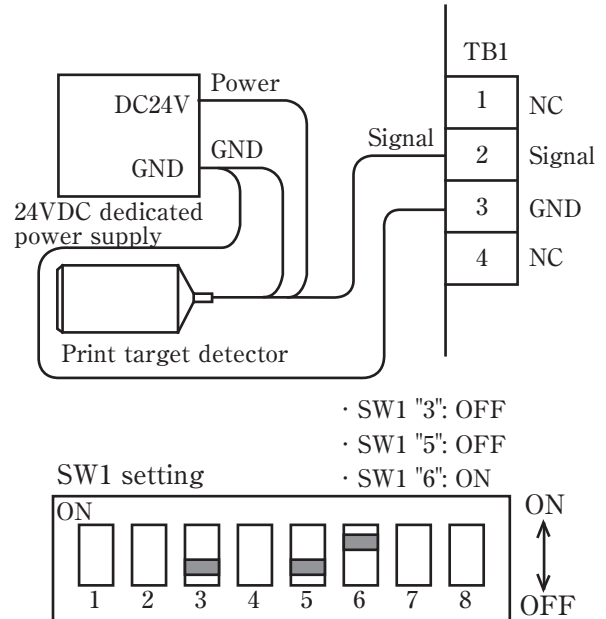 TB1
Power
DC24V
1 NC
Signal
2 Signal
GND
GND
3 GND
24VDC dedicated
power supply
4 NC
Print target detector
· SW1 "3": OFF
· SW1 "5": OFF
· SW1 "6": ON
SW1 setting
ON
ON
1 2 3 4 5 6 7 8
OFF